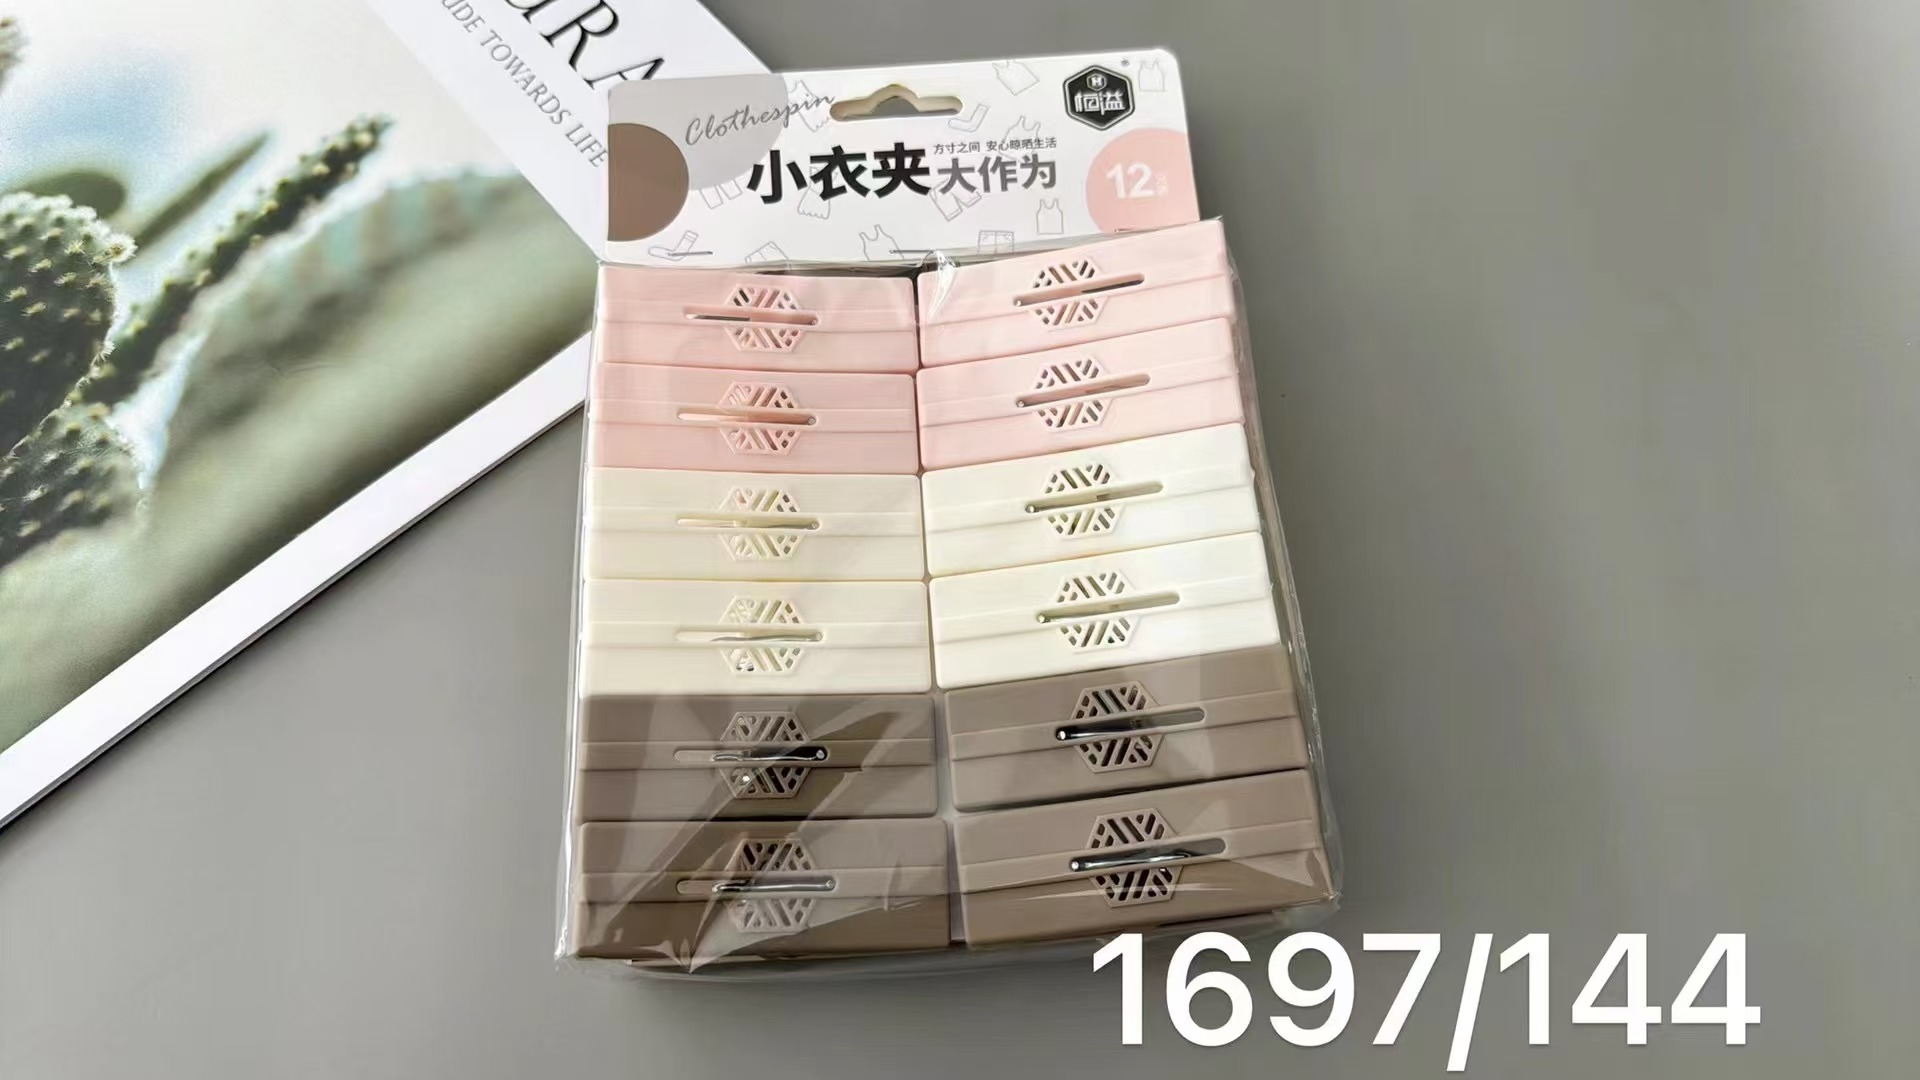 UDE TOWARDS LIFE
Clothespin
恒溢
方寸之间 安心晾晒生活
小衣夹大作为
12
1697/144